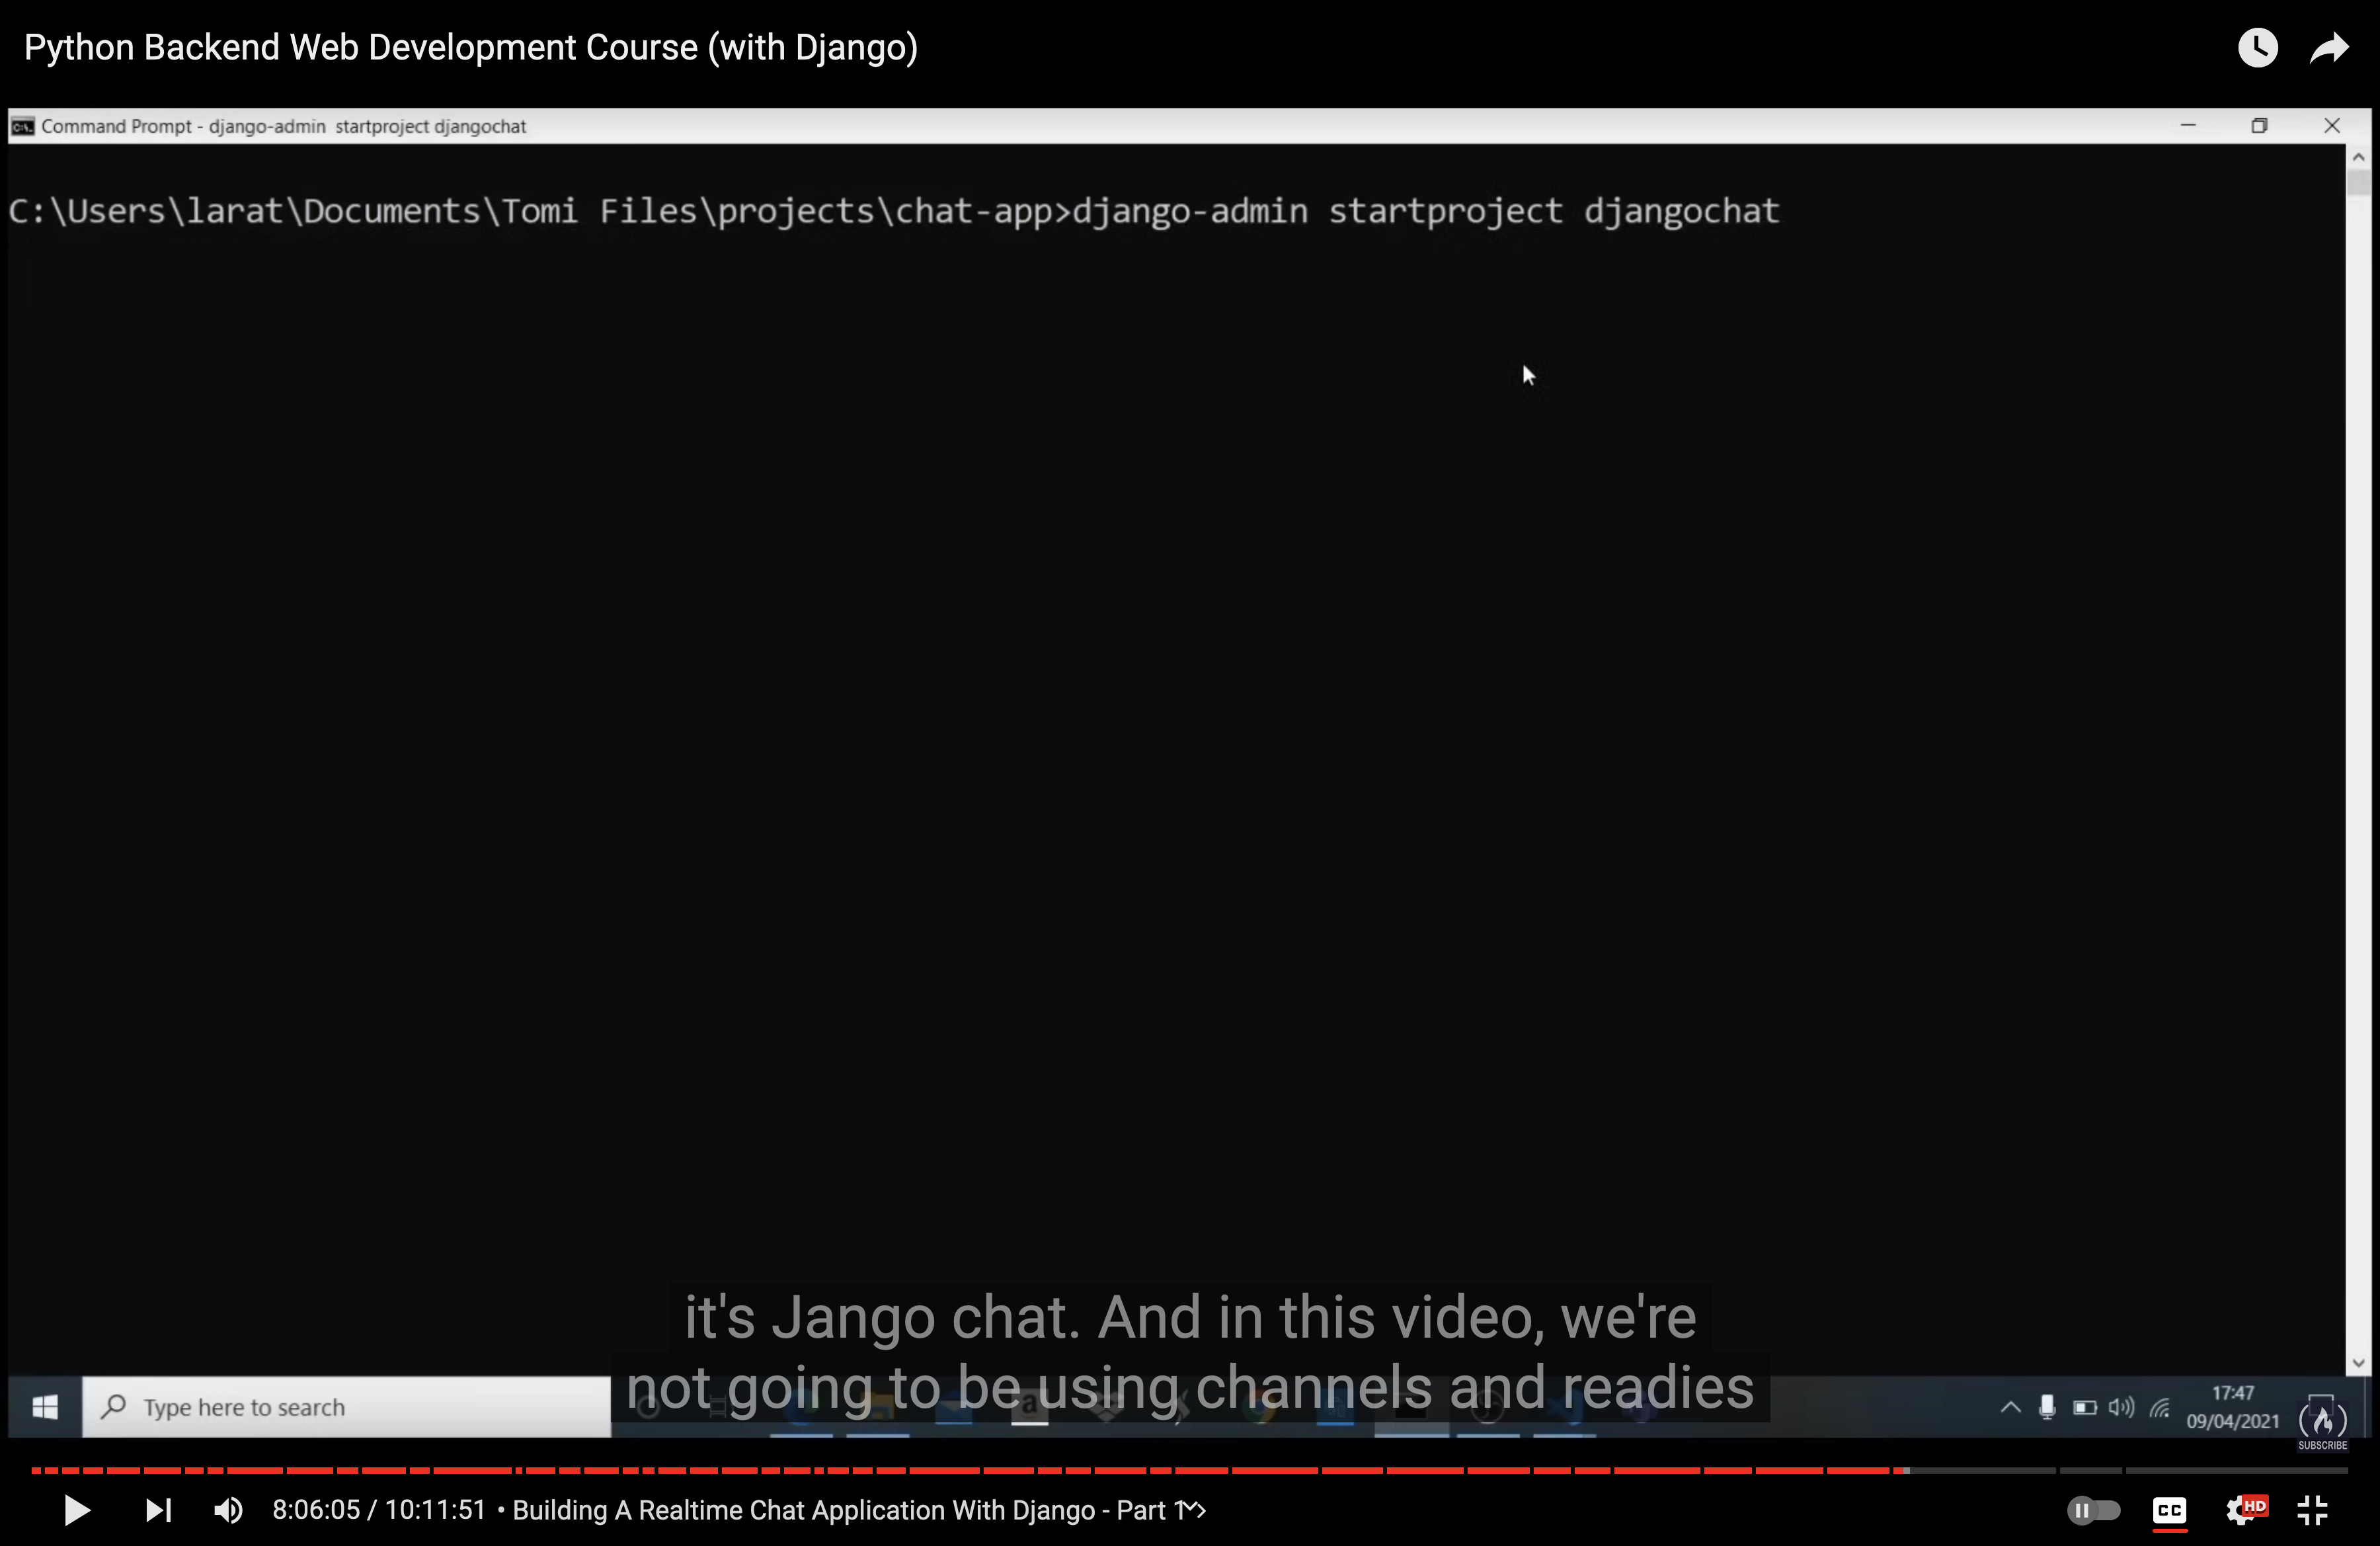 Python Backend Web Development Course (with Django)
Command Prompt - django-admin  startproject djangochat
C:\Users\larat\Documents\Tomi Files\projects\chat-app>django-admin startproject djangochat
it's Jango chat. And in this video, we're
not going to be using channels and readies
Type here to search
a
17:47
09/04/2021
SUBSCRIBE
8:06:05 / 10:11:51 • Building A Realtime Chat Application With Django - Part 1
CC
HD